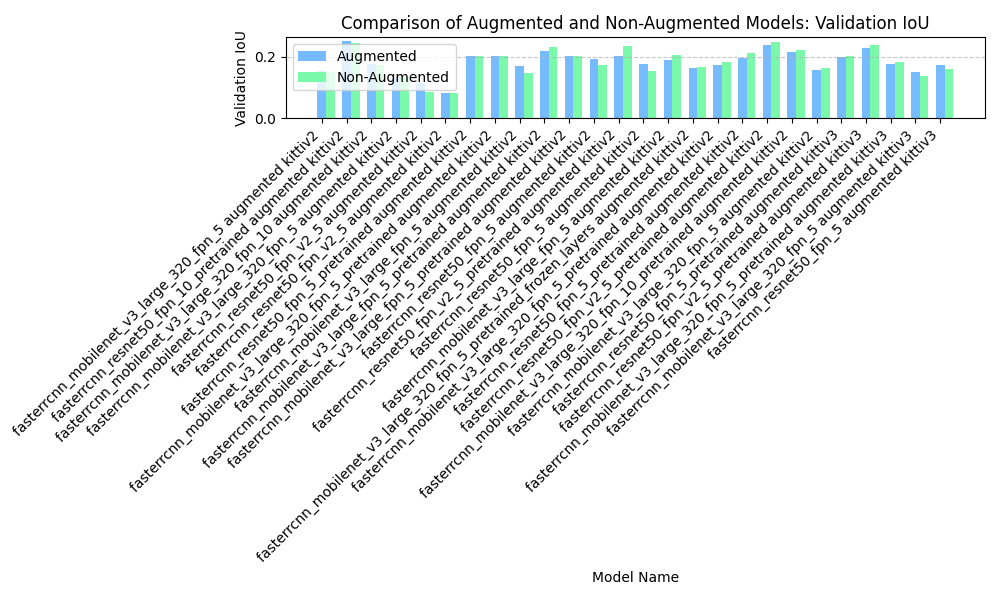 Comparison of Augmented and Non-Augmented Models: Validation IoU
Validation IoU
0.2
0.0
Augmented
Non-Augmented
fasterrcnn_mobilenet_v3_large_320_fpn_5 augmented kittiv2
fasterrcnn_resnet50_fpn_10_pretrained augmented kittiv2
fasterrcnn_mobilenet_v3_large_320_fpn_10 augmented kittiv2
fasterrcnn_mobilenet_v3_large_320_fpn_5 augmented kittiv2
fasterrcnn_resnet50_fpn_v2_5 augmented kittiv2
fasterrcnn_resnet50_fpn_v2_5 augmented kittiv2
fasterrcnn_resnet50_fpn_5_pretrained augmented kittiv2
fasterrcnn_mobilenet_v3_large_320_fpn_5_pretrained augmented kittiv2
fasterrcnn_mobilenet_v3_large_fpn_5 augmented kittiv2
fasterrcnn_mobilenet_v3_large_fpn_5_pretrained augmented kittiv2
fasterrcnn_mobilenet_v3_large_fpn_5_pretrained augmented kittiv2
fasterrcnn_resnet50_fpn_5 augmented kittiv2
fasterrcnn_resnet50_fpn_v2_5_pretrained augmented kittiv2
fasterrcnn_resnet50_fpn_5 augmented kittiv2
fasterrcnn_mobilenet_v3_large_fpn_5 augmented kittiv2
fasterrcnn_mobilenet_v3_large_320_fpn_5_pretrained_frozen_layers augmented kittiv2
fasterrcnn_mobilenet_v3_large_320_fpn_5_pretrained augmented kittiv2
fasterrcnn_resnet50_fpn_5_pretrained augmented kittiv2
fasterrcnn_resnet50_fpn_v2_5_pretrained augmented kittiv2
fasterrcnn_mobilenet_v3_large_320_fpn_10_pretrained augmented kittiv2
fasterrcnn_mobilenet_v3_large_320_fpn_5 augmented kittiv2
fasterrcnn_resnet50_fpn_5_pretrained augmented kittiv3
fasterrcnn_resnet50_fpn_v2_5_pretrained augmented kittiv3
fasterrcnn_mobilenet_v3_large_320_fpn_5_pretrained augmented kittiv3
fasterrcnn_mobilenet_v3_large_320_fpn_5 augmented kittiv3
fasterrcnn_resnet50_fpn_5 augmented kittiv3
Model Name